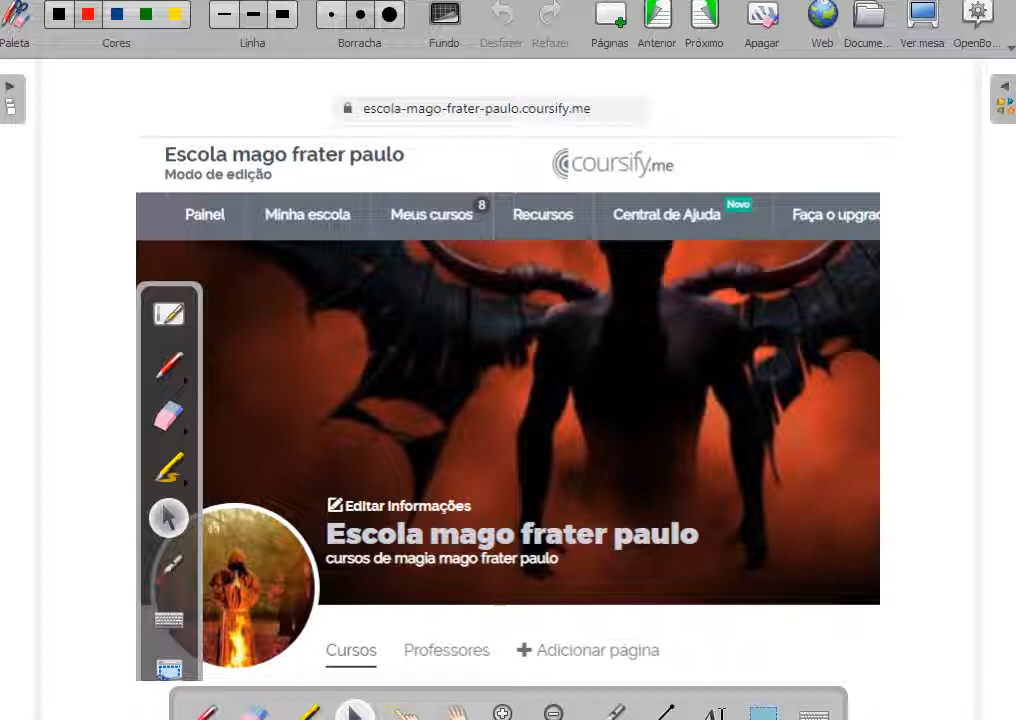 Paleta Cores Linha Borracha Fundo Desfazer Refazer Páginas Anterior Próximo Apagar Web Docume... Ver mesa OpenBo...
escola-mago-frater-paulo.coursify.me
Escola mago frater paulo
Modo de edição
coursify.me
Painel Minha escola Meus cursos 8 Recursos Central de Ajuda Novo Faça o upgrad
Editar Informações
Escola mago frater paulo
cursos de magia mago frater paulo
Cursos Professores + Adicionar página